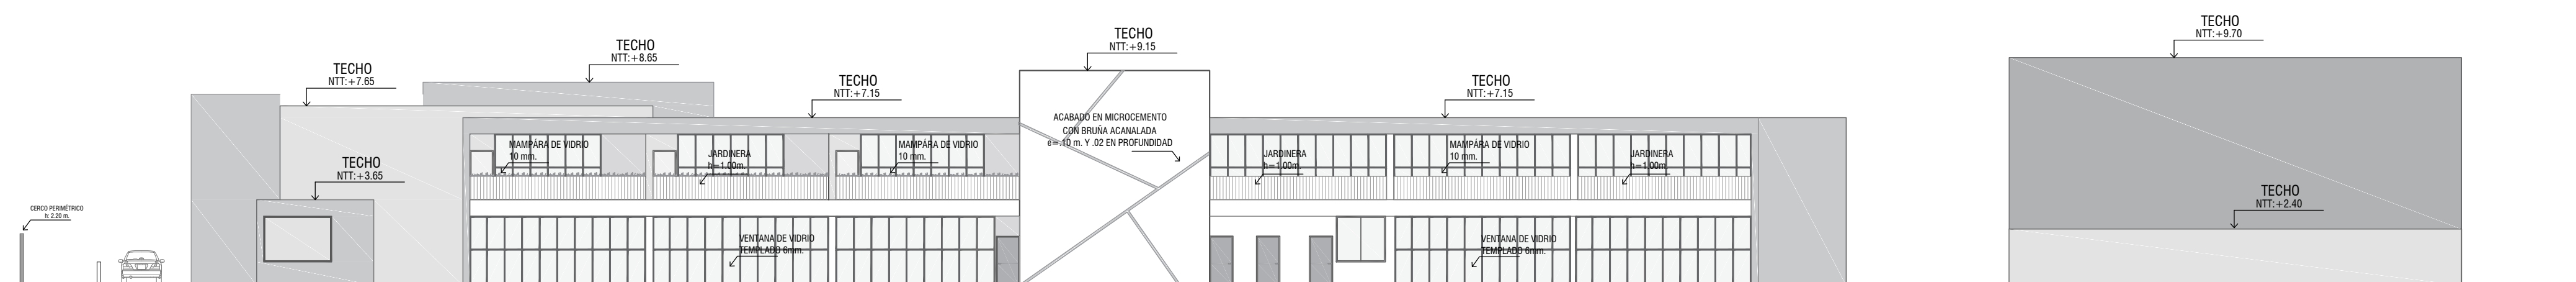 TECHO
NTT:+9.70
TECHO
NTT:+9.15
TECHO
NTT:+8.65
TECHO
NTT:+7.65
TECHO
NTT:+7.15
TECHO
NTT:+7.15
ACABADO EN MICROCEMENTO
CON BRUÑA ACANALADA
e=.10 m. Y .02 EN PROFUNDIDAD
MAMPÁRA DE VIDRIO
10 mm.
JARDINERA
h=1.00m.
MAMPÁRA DE VIDRIO
10 mm.
JARDINERA
h=1.00m.
MAMPÁRA DE VIDRIO
10 mm.
JARDINERA
h=1.00m.
TECHO
NTT:+3.65
TECHO
NTT:+2.40
CERCO PERIMÉTRICO
h: 2.20 m.
VENTANA DE VIDRIO
TEMPLADO 6mm.
VENTANA DE VIDRIO
TEMPLADO 6mm.